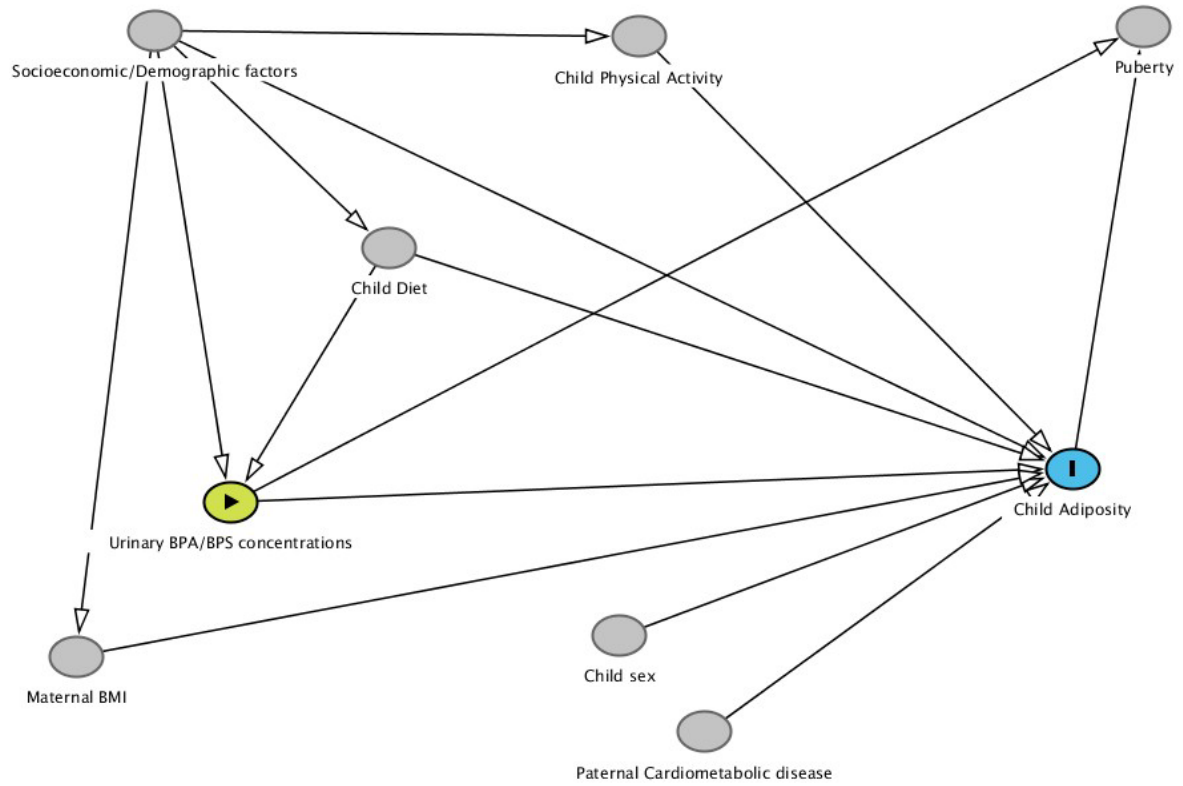 Socioeconomic/Demographic factors
Child Physical Activity
Puberty
Child Diet
Urinary BPA/BPS concentrations
Child Adiposity
Maternal BMI
Child sex
Paternal Cardiometabolic disease